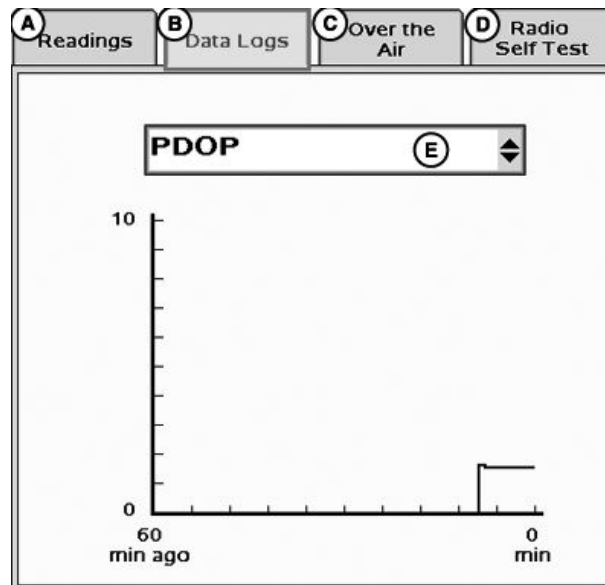 A Readings
B Data Logs
C Over the
Air
D Radio
Self Test
PDOP E
10
0
60
min ago
0
min